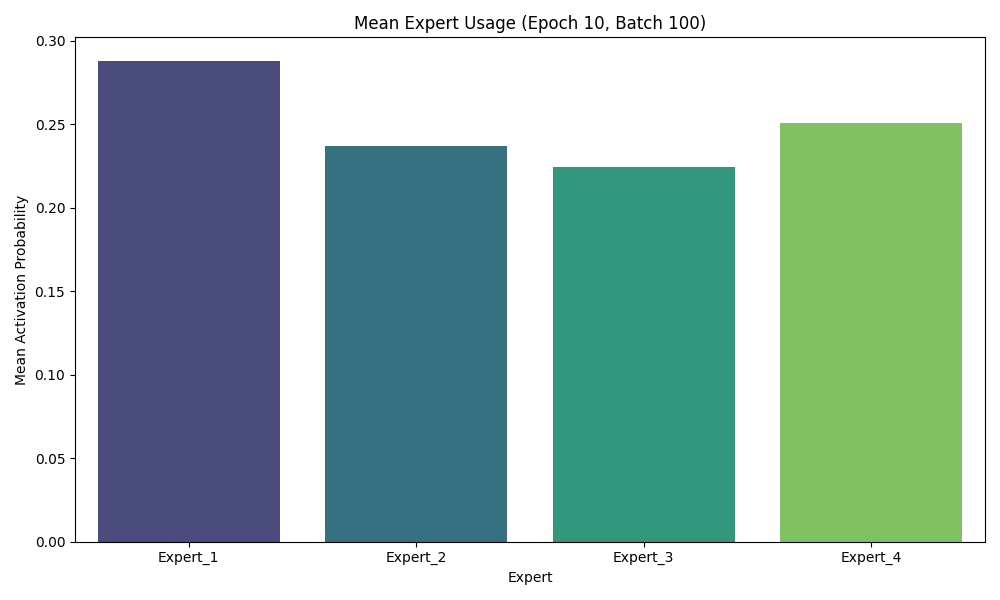 Mean Expert Usage (Epoch 10, Batch 100)
0.30
0.25
0.20
0.15
0.10
0.05
0.00
Mean Activation Probability
Expert_1
Expert_2
Expert_3
Expert_4
Expert